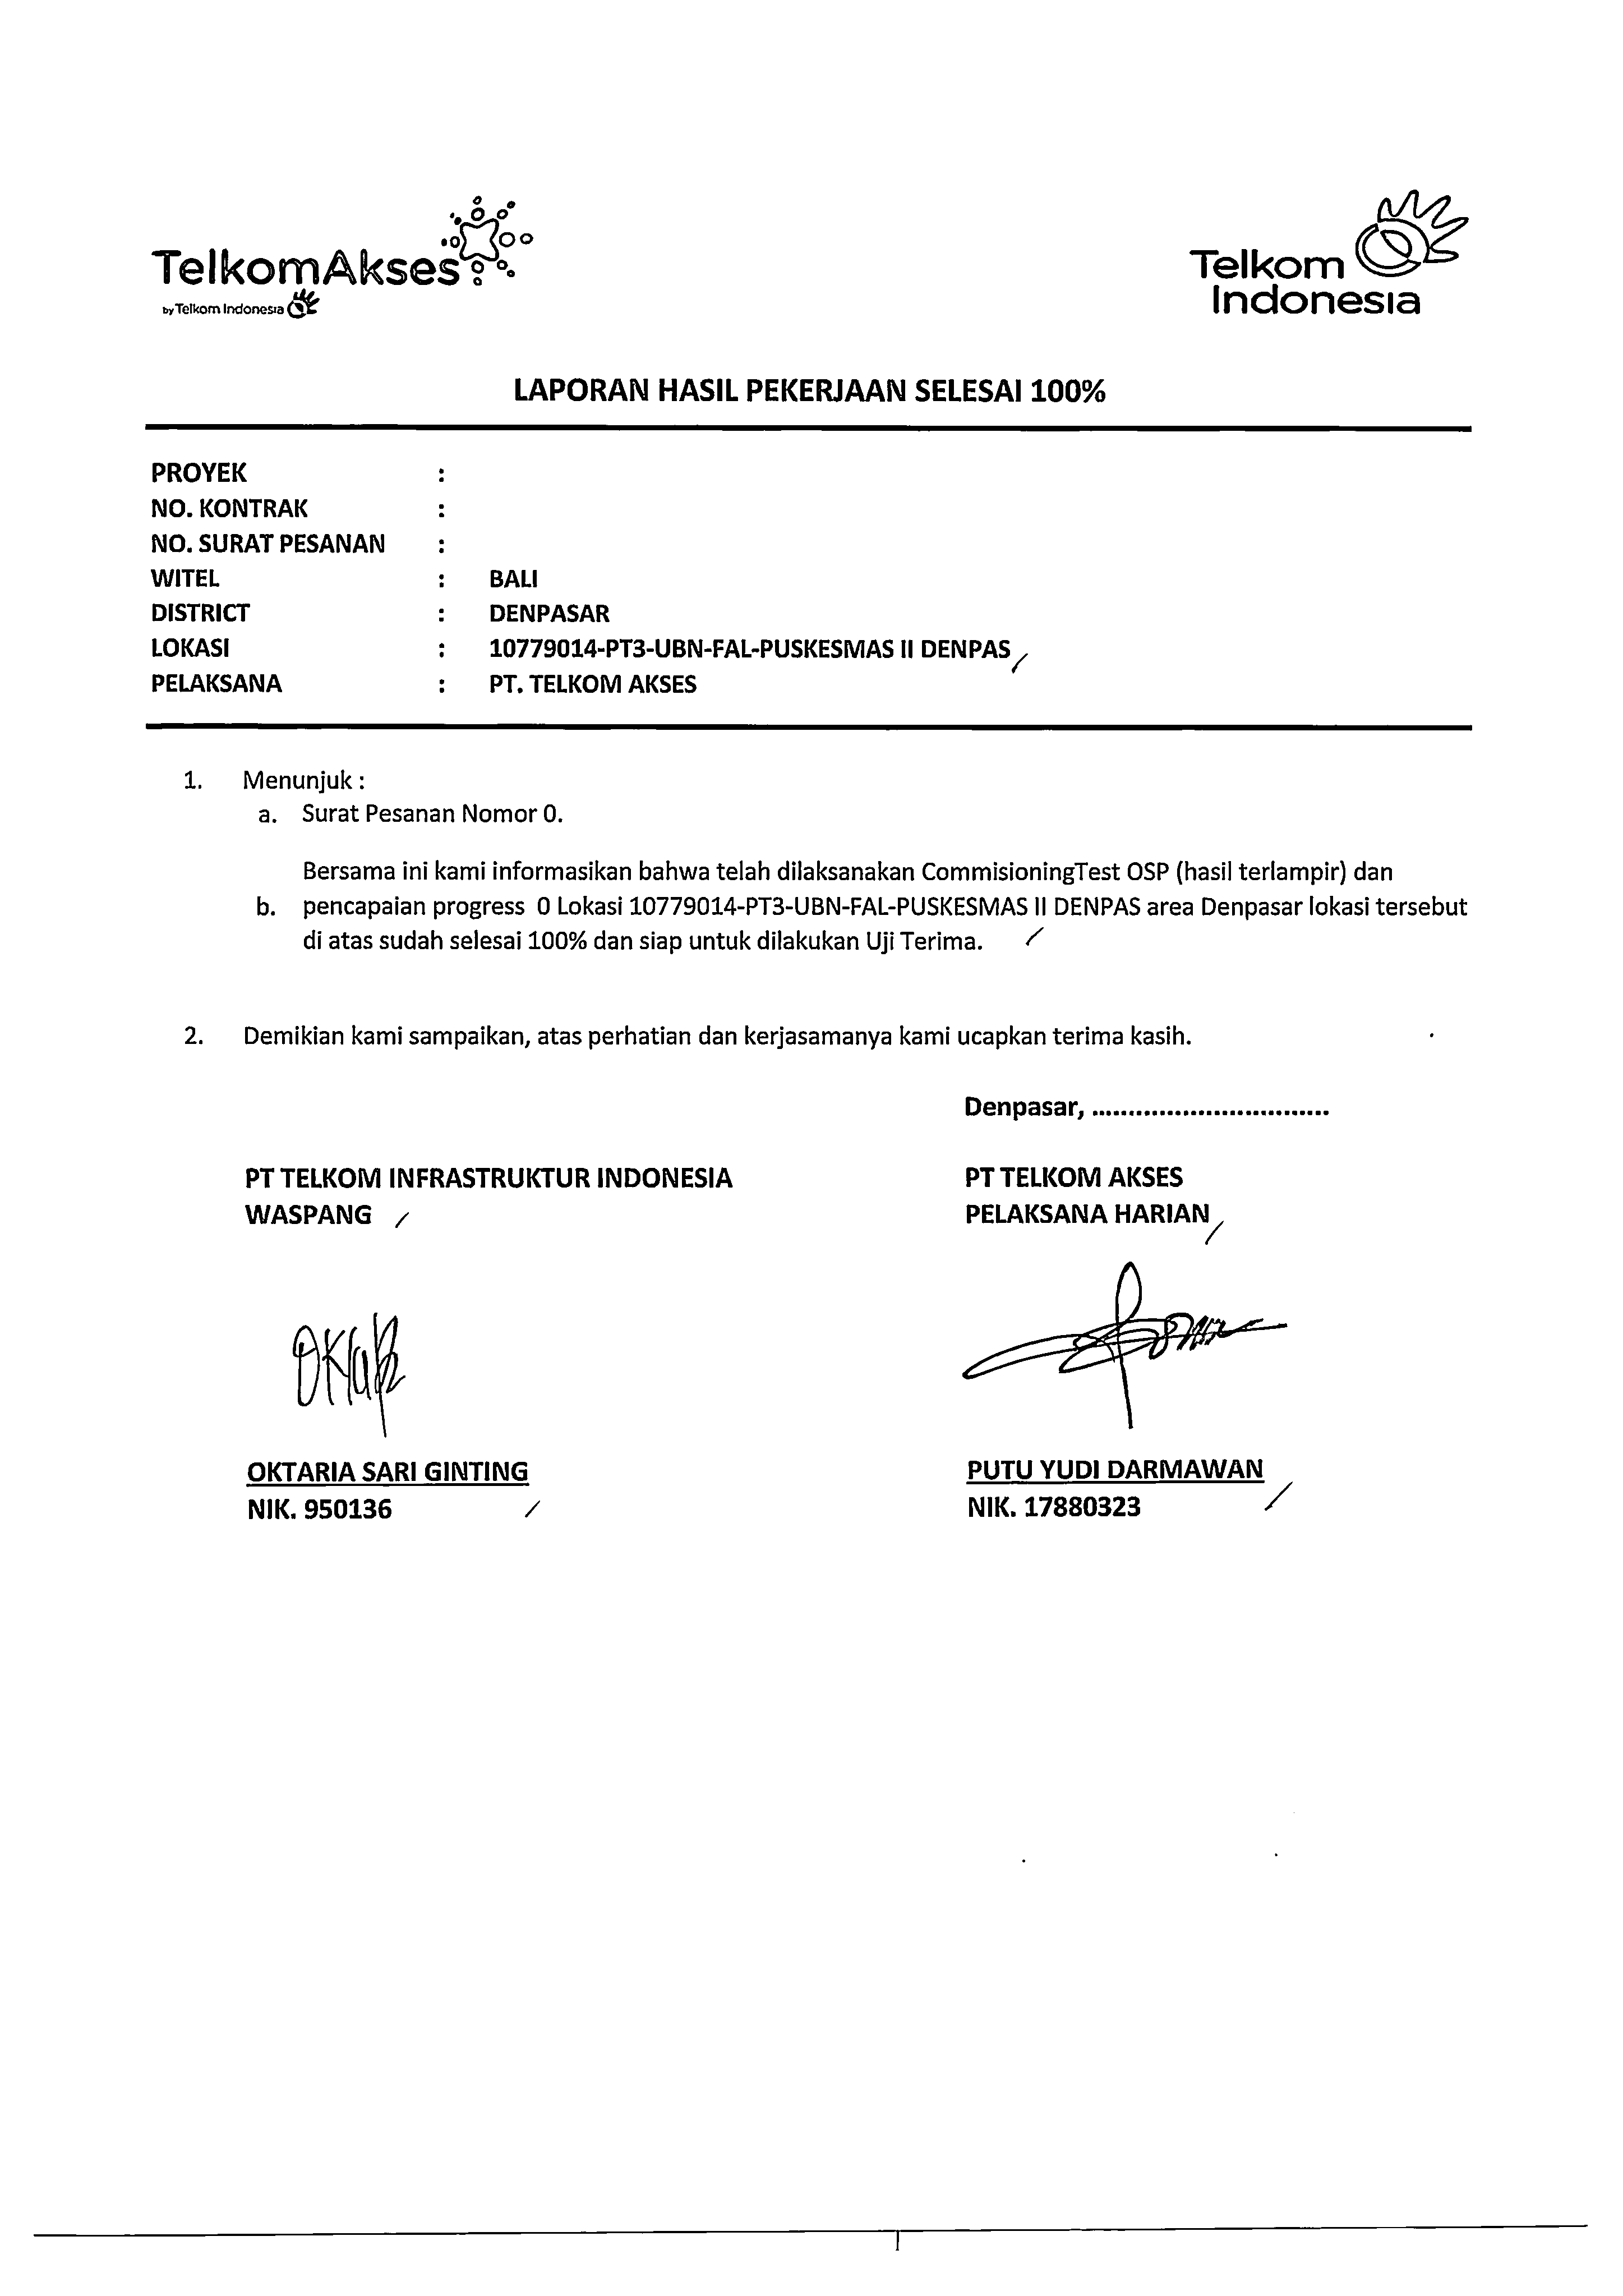 TelkomAkses
by Telkom Indonesia
Telkom
Indonesia
LAPORAN HASIL PEKERJAAN SELESAI 100%
PROYEK :
NO. KONTRAK :
NO. SURAT PESANAN :
WITEL : BALI
DISTRICT : DENPASAR
LOKASI : 10779014-PT3-UBN-FAL-PUSKESMAS II DENPAS
PELAKSANA : PT. TELKOM AKSES
1. Menunjuk :
a. Surat Pesanan Nomor 0.
Bersama ini kami informasikan bahwa telah dilaksanakan CommisioningTest OSP (hasil terlampir) dan
b. pencapaian progress 0 Lokasi 10779014-PT3-UBN-FAL-PUSKESMAS II DENPAS area Denpasar lokasi tersebut
di atas sudah selesai 100% dan siap untuk dilakukan Uji Terima.
2. Demikian kami sampaikan, atas perhatian dan kerjasamanya kami ucapkan terima kasih.
Denpasar, ................................
PT TELKOM INFRASTRUKTUR INDONESIA
WASPANG
PT TELKOM AKSES
PELAKSANA HARIAN
OKTARIA SARI GINTING
NIK. 950136
PUTU YUDI DARMAWAN
NIK. 17880323